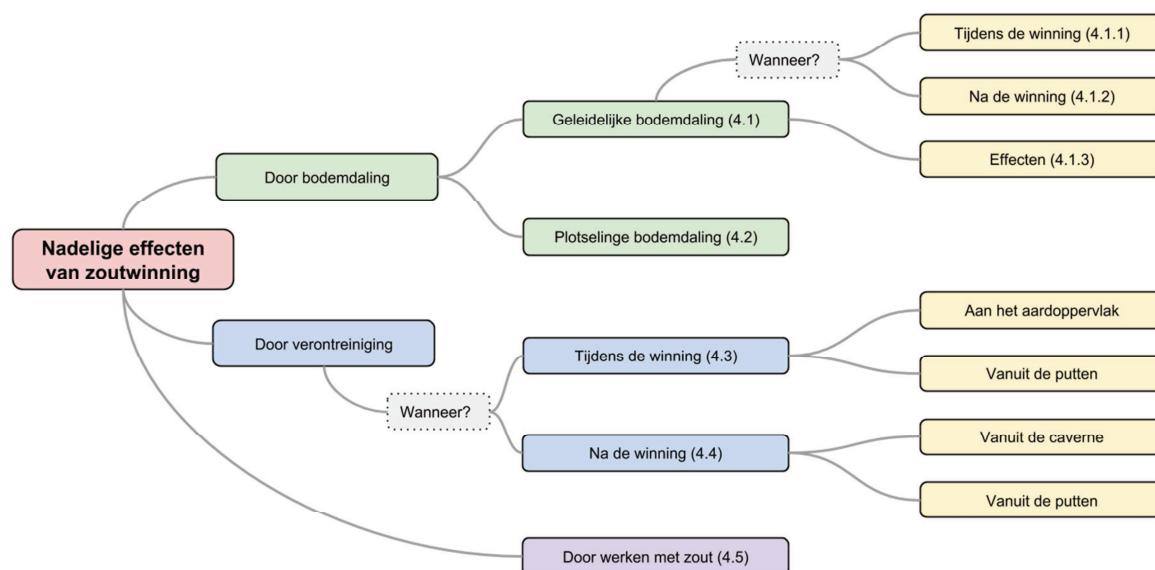 Tijdens de winning (4.1.1)
Wanneer?
Na de winning (4.1.2)
Geleidelijke bodemdaling (4.1)
Effecten (4.1.3)
Door bodemdaling
Plotselinge bodemdaling (4.2)
Nadelige effecten
van zoutwinning
Aan het aardoppervlak
Door verontreiniging
Tijdens de winning (4.3)
Vanuit de putten
Wanneer?
Vanuit de caverne
Na de winning (4.4)
Vanuit de putten
Door werken met zout (4.5)